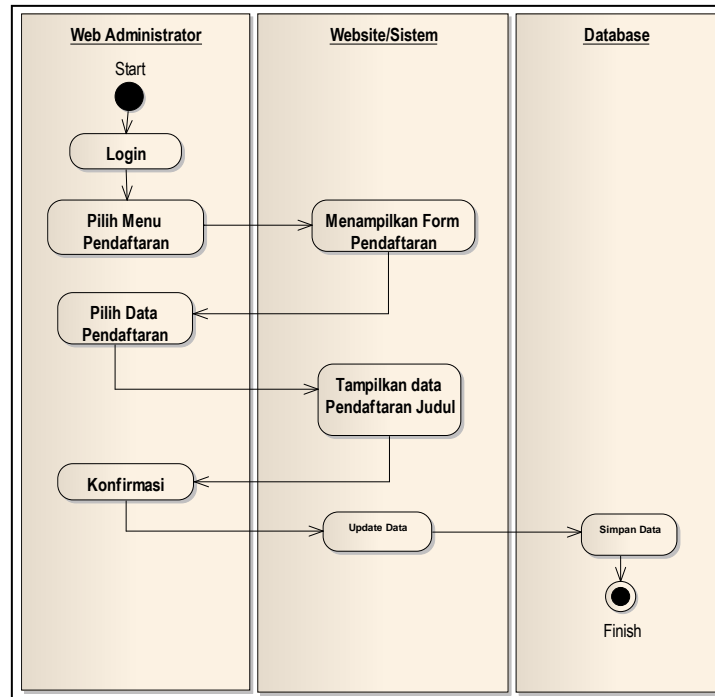 Web Administrator
Website/Sistem
Database
Start
Login
Pilih Menu
Pendaftaran
Menampilkan Form
Pendaftaran
Pilih Data
Pendaftaran
Tampilkan data
Pendaftaran Judul
Konfirmasi
Update Data
Simpan Data
Finish